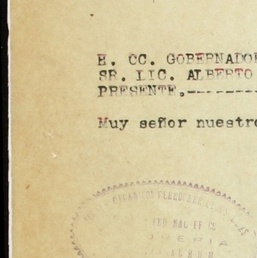 H. CC. GOBERNADOR
SR. LIC. ALBERTO
PRESENTE.--------
Muy señor nuestro